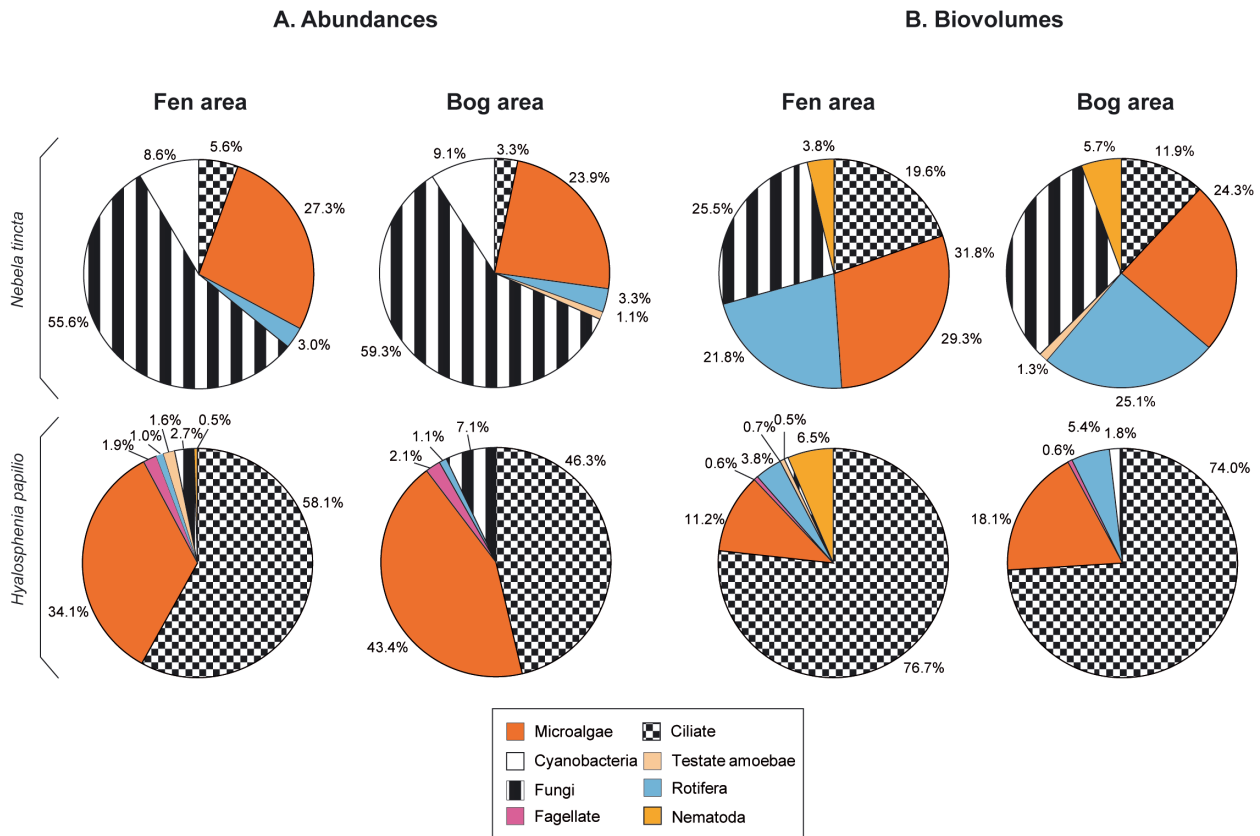 A. Abundances
B. Biovolumes
Fen area
Bog area
Fen area
Bog area
Nebela tincta
8.6%
5.6%
27.3%
3.0%
55.6%
9.1%
3.3%
23.9%
3.3%
1.1%
59.3%
3.8%
19.6%
29.3%
21.8%
25.5%
5.7%
11.9%
24.3%
25.1%
1.3%
31.8%
Hyalosphenia papilio
0.5%
58.1%
34.1%
1.9%
1.0%
1.6%
2.7%
46.3%
43.4%
2.1%
1.1%
7.1%
76.7%
11.2%
0.6%
3.8%
0.7%
0.5%
6.5%
74.0%
18.1%
0.6%
5.4%
1.8%
Microalgae
Ciliate
Cyanobacteria
Testate amoebae
Fungi
Rotifera
Fagellate
Nematoda